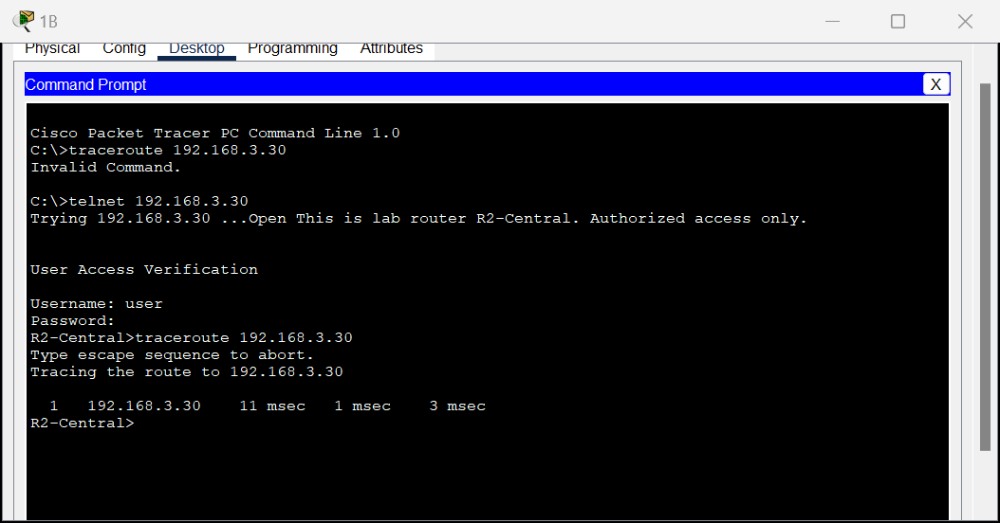 1B
Physical Config Desktop Programming Attributes
Command Prompt
X
Cisco Packet Tracer PC Command Line 1.0
C:\>traceroute 192.168.3.30
Invalid Command.
C:\>telnet 192.168.3.30
Trying 192.168.3.30 ...Open This is lab router R2-Central. Authorized access only.
User Access Verification
Username: user
Password:
R2-Central>traceroute 192.168.3.30
Type escape sequence to abort.
Tracing the route to 192.168.3.30
1 192.168.3.30 11 msec 1 msec 3 msec
R2-Central>